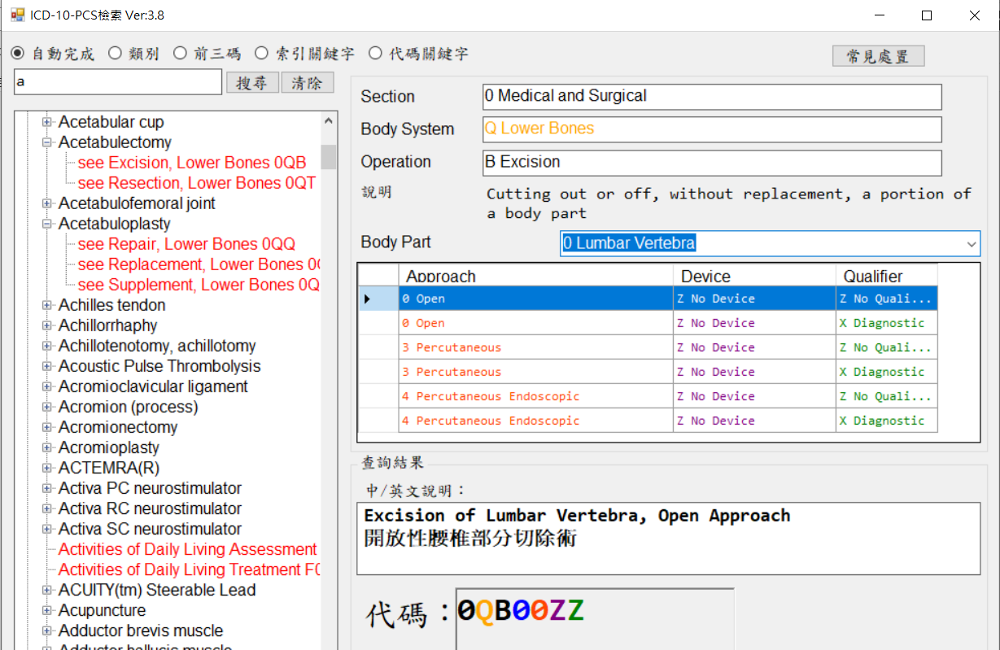 ICD-10-PCS檢索 Ver:3.8
自動完成 類別 前三碼 索引關鍵字 代碼關鍵字
常見處置
a
搜尋 清除
Acetabular cup
Acetabulectomy
see Excision, Lower Bones 0QB
see Resection, Lower Bones 0QT
Acetabulofemoral joint
Acetabuloplasty
see Repair, Lower Bones 0QQ
see Replacement, Lower Bones 0
see Supplement, Lower Bones 0Q
Achilles tendon
Achillorrhaphy
Achillotenotomy, achillotomy
Acoustic Pulse Thrombolysis
Acromioclavicular ligament
Acromion (process)
Acromionectomy
Acromioplasty
ACTEMRA(R)
Activa PC neurostimulator
Activa RC neurostimulator
Activa SC neurostimulator
Activities of Daily Living Assessment
Activities of Daily Living Treatment F0
ACUITY(tm) Steerable Lead
Acupuncture
Adductor brevis muscle
Adductor hallucis muscle
Section 0 Medical and Surgical
Body System Q Lower Bones
Operation B Excision
說明 Cutting out or off, without replacement, a portion of
a body part
Body Part 0 Lumbar Vertebra
Approach Device Qualifier
0 Open Z No Device Z No Quali...
0 Open Z No Device X Diagnostic
3 Percutaneous Z No Device Z No Quali...
3 Percutaneous Z No Device X Diagnostic
4 Percutaneous Endoscopic Z No Device Z No Quali...
4 Percutaneous Endoscopic Z No Device X Diagnostic
查詢結果
中/英文說明：
Excision of Lumbar Vertebra, Open Approach
開放性腰椎部分切除術
代碼：0QB00ZZ